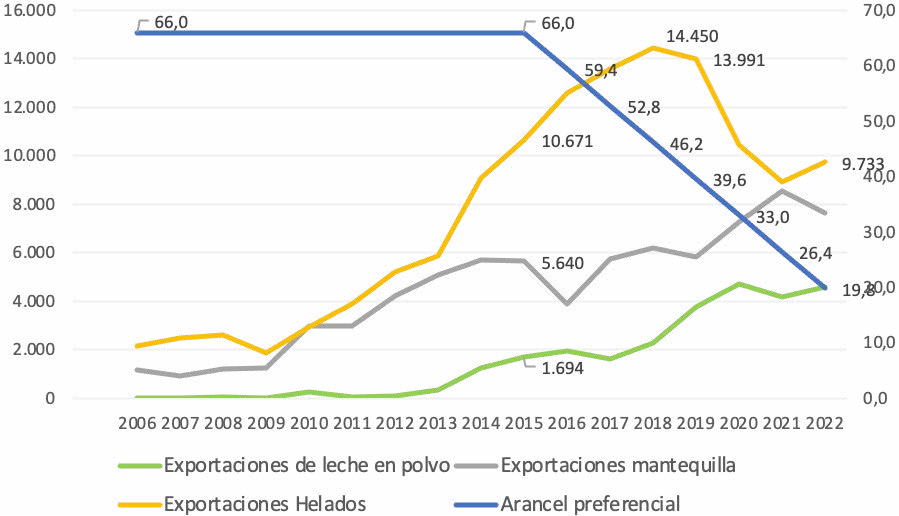 16.000 66,0 66,0 70,0
14.000 59,4 14.450 13.991 60,0
12.000 52,8 50,0
10.000 10.671 46,2 9.733 40,0
8.000 39,6 33,0 30,0
6.000 5.640 26,4
4.000 19,8 20,0
2.000 1.694 10,0
0 0,0
2006 2007 2008 2009 2010 2011 2012 2013 2014 2015 2016 2017 2018 2019 2020 2021 2022
Exportaciones de leche en polvo Exportaciones mantequilla
Exportaciones Helados Arancel preferencial